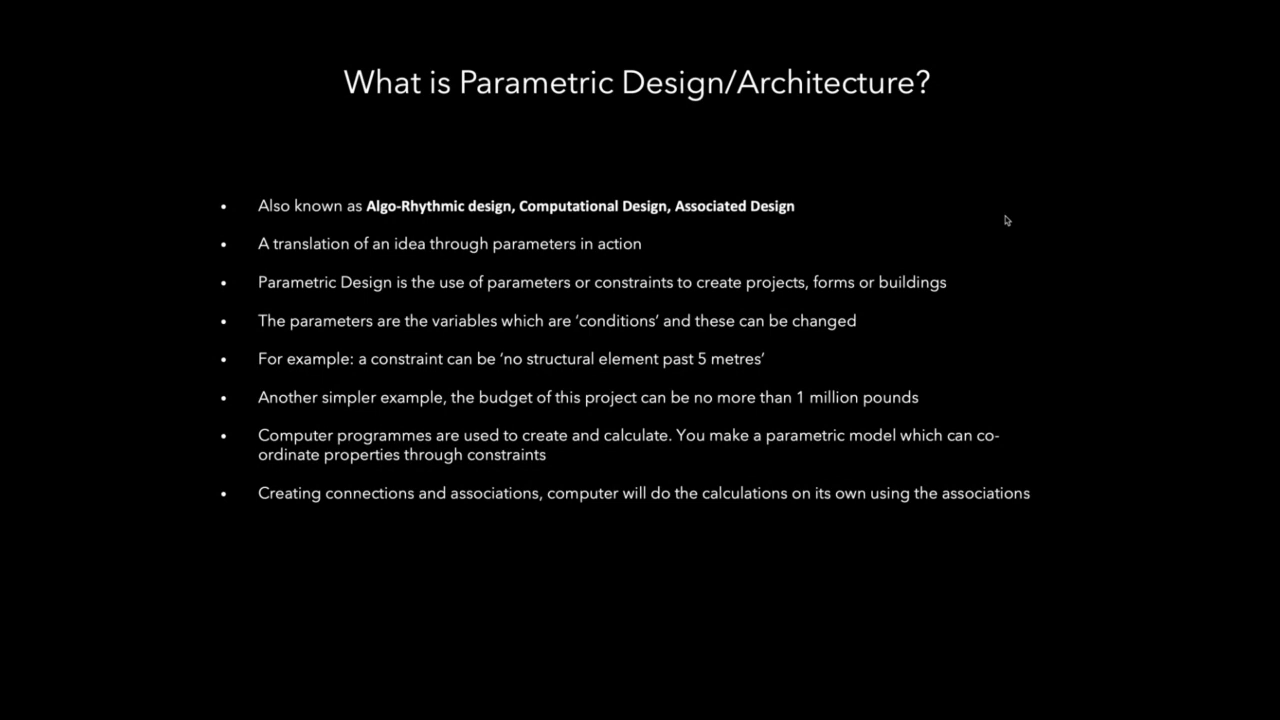 What is Parametric Design/Architecture?
• Also known as Algo-Rhythmic design, Computational Design, Associated Design
• A translation of an idea through parameters in action
• Parametric Design is the use of parameters or constraints to create projects, forms or buildings
• The parameters are the variables which are ‘conditions’ and these can be changed
• For example: a constraint can be ‘no structural element past 5 metres’
• Another simpler example, the budget of this project can be no more than 1 million pounds
• Computer programmes are used to create and calculate. You make a parametric model which can co-
ordinate properties through constraints
• Creating connections and associations, computer will do the calculations on its own using the associations